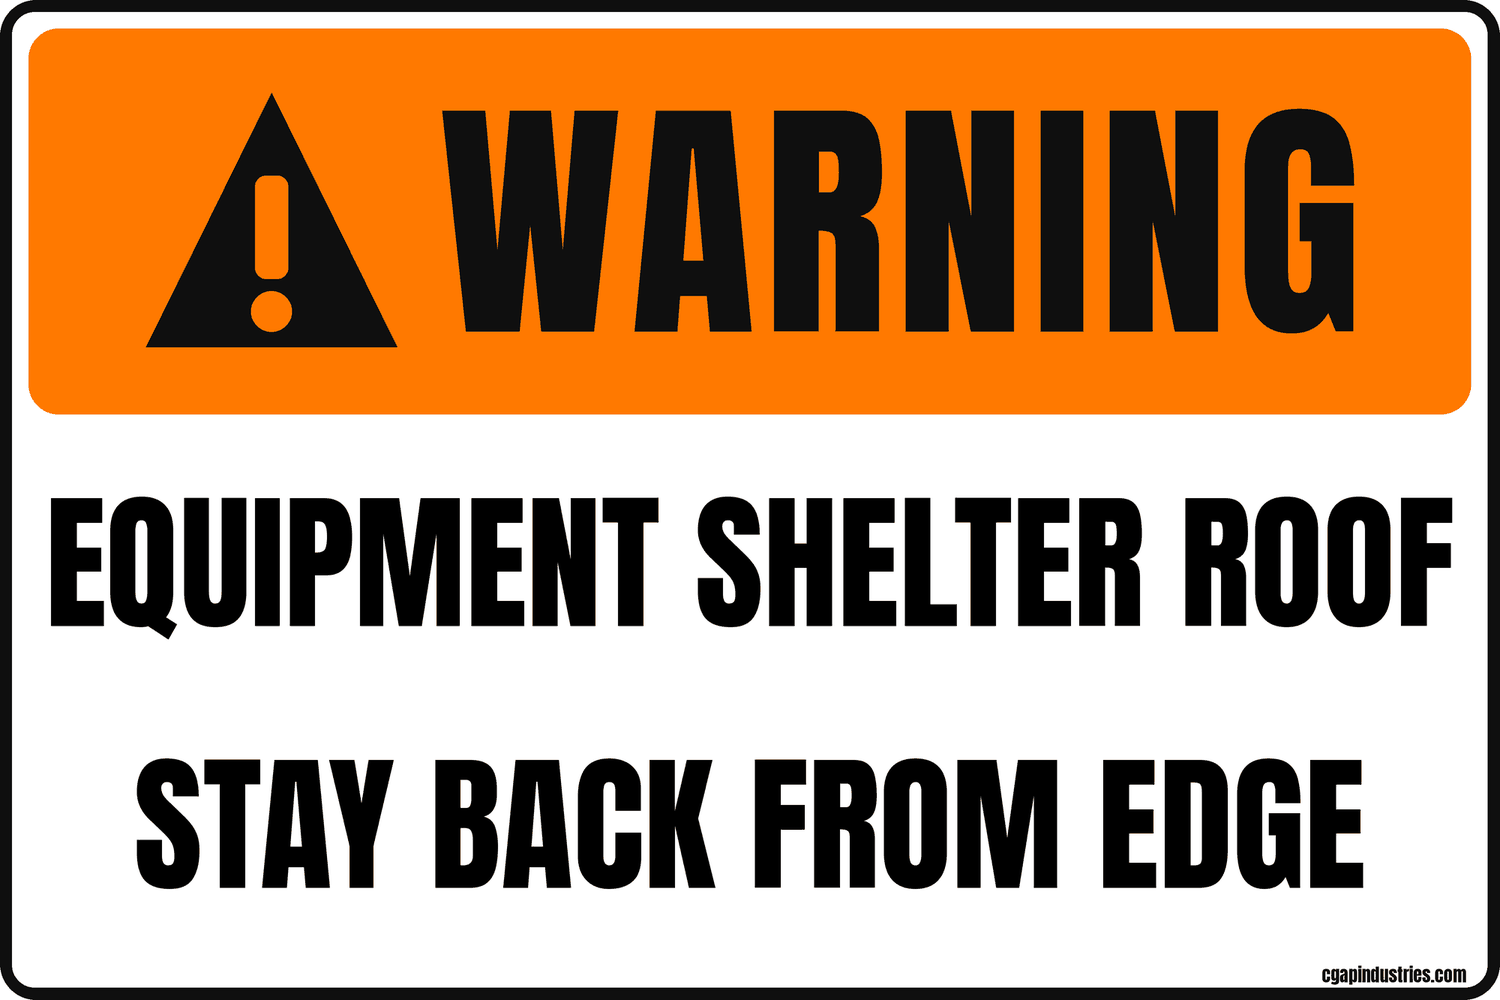 WARNING
EQUIPMENT SHELTER ROOF
STAY BACK FROM EDGE
cgapindustries.com